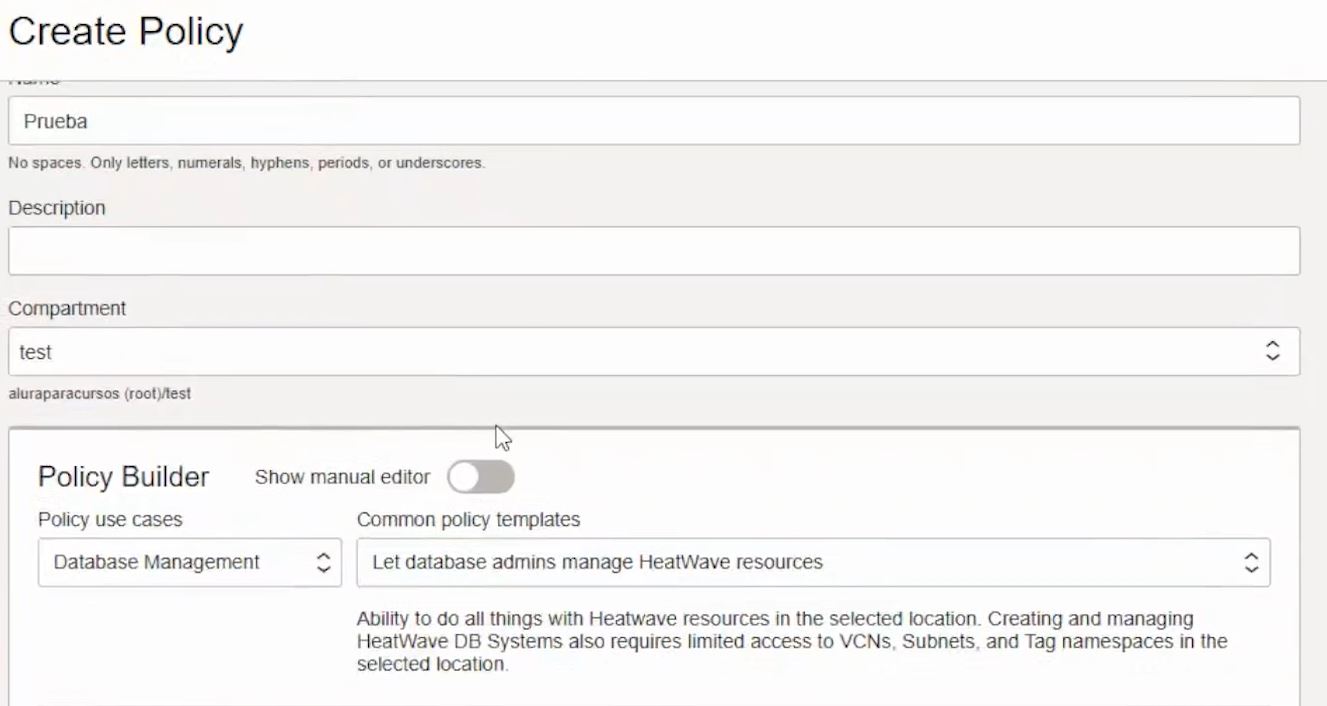 Create Policy
Name
Prueba
No spaces. Only letters, numerals, hyphens, periods, or underscores.
Description
Compartment
test
aluraparacursos (root)/test
Policy Builder Show manual editor
Policy use cases Common policy templates
Database Management Let database admins manage HeatWave resources
Ability to do all things with Heatwave resources in the selected location. Creating and managing
HeatWave DB Systems also requires limited access to VCNs, Subnets, and Tag namespaces in the
selected location.